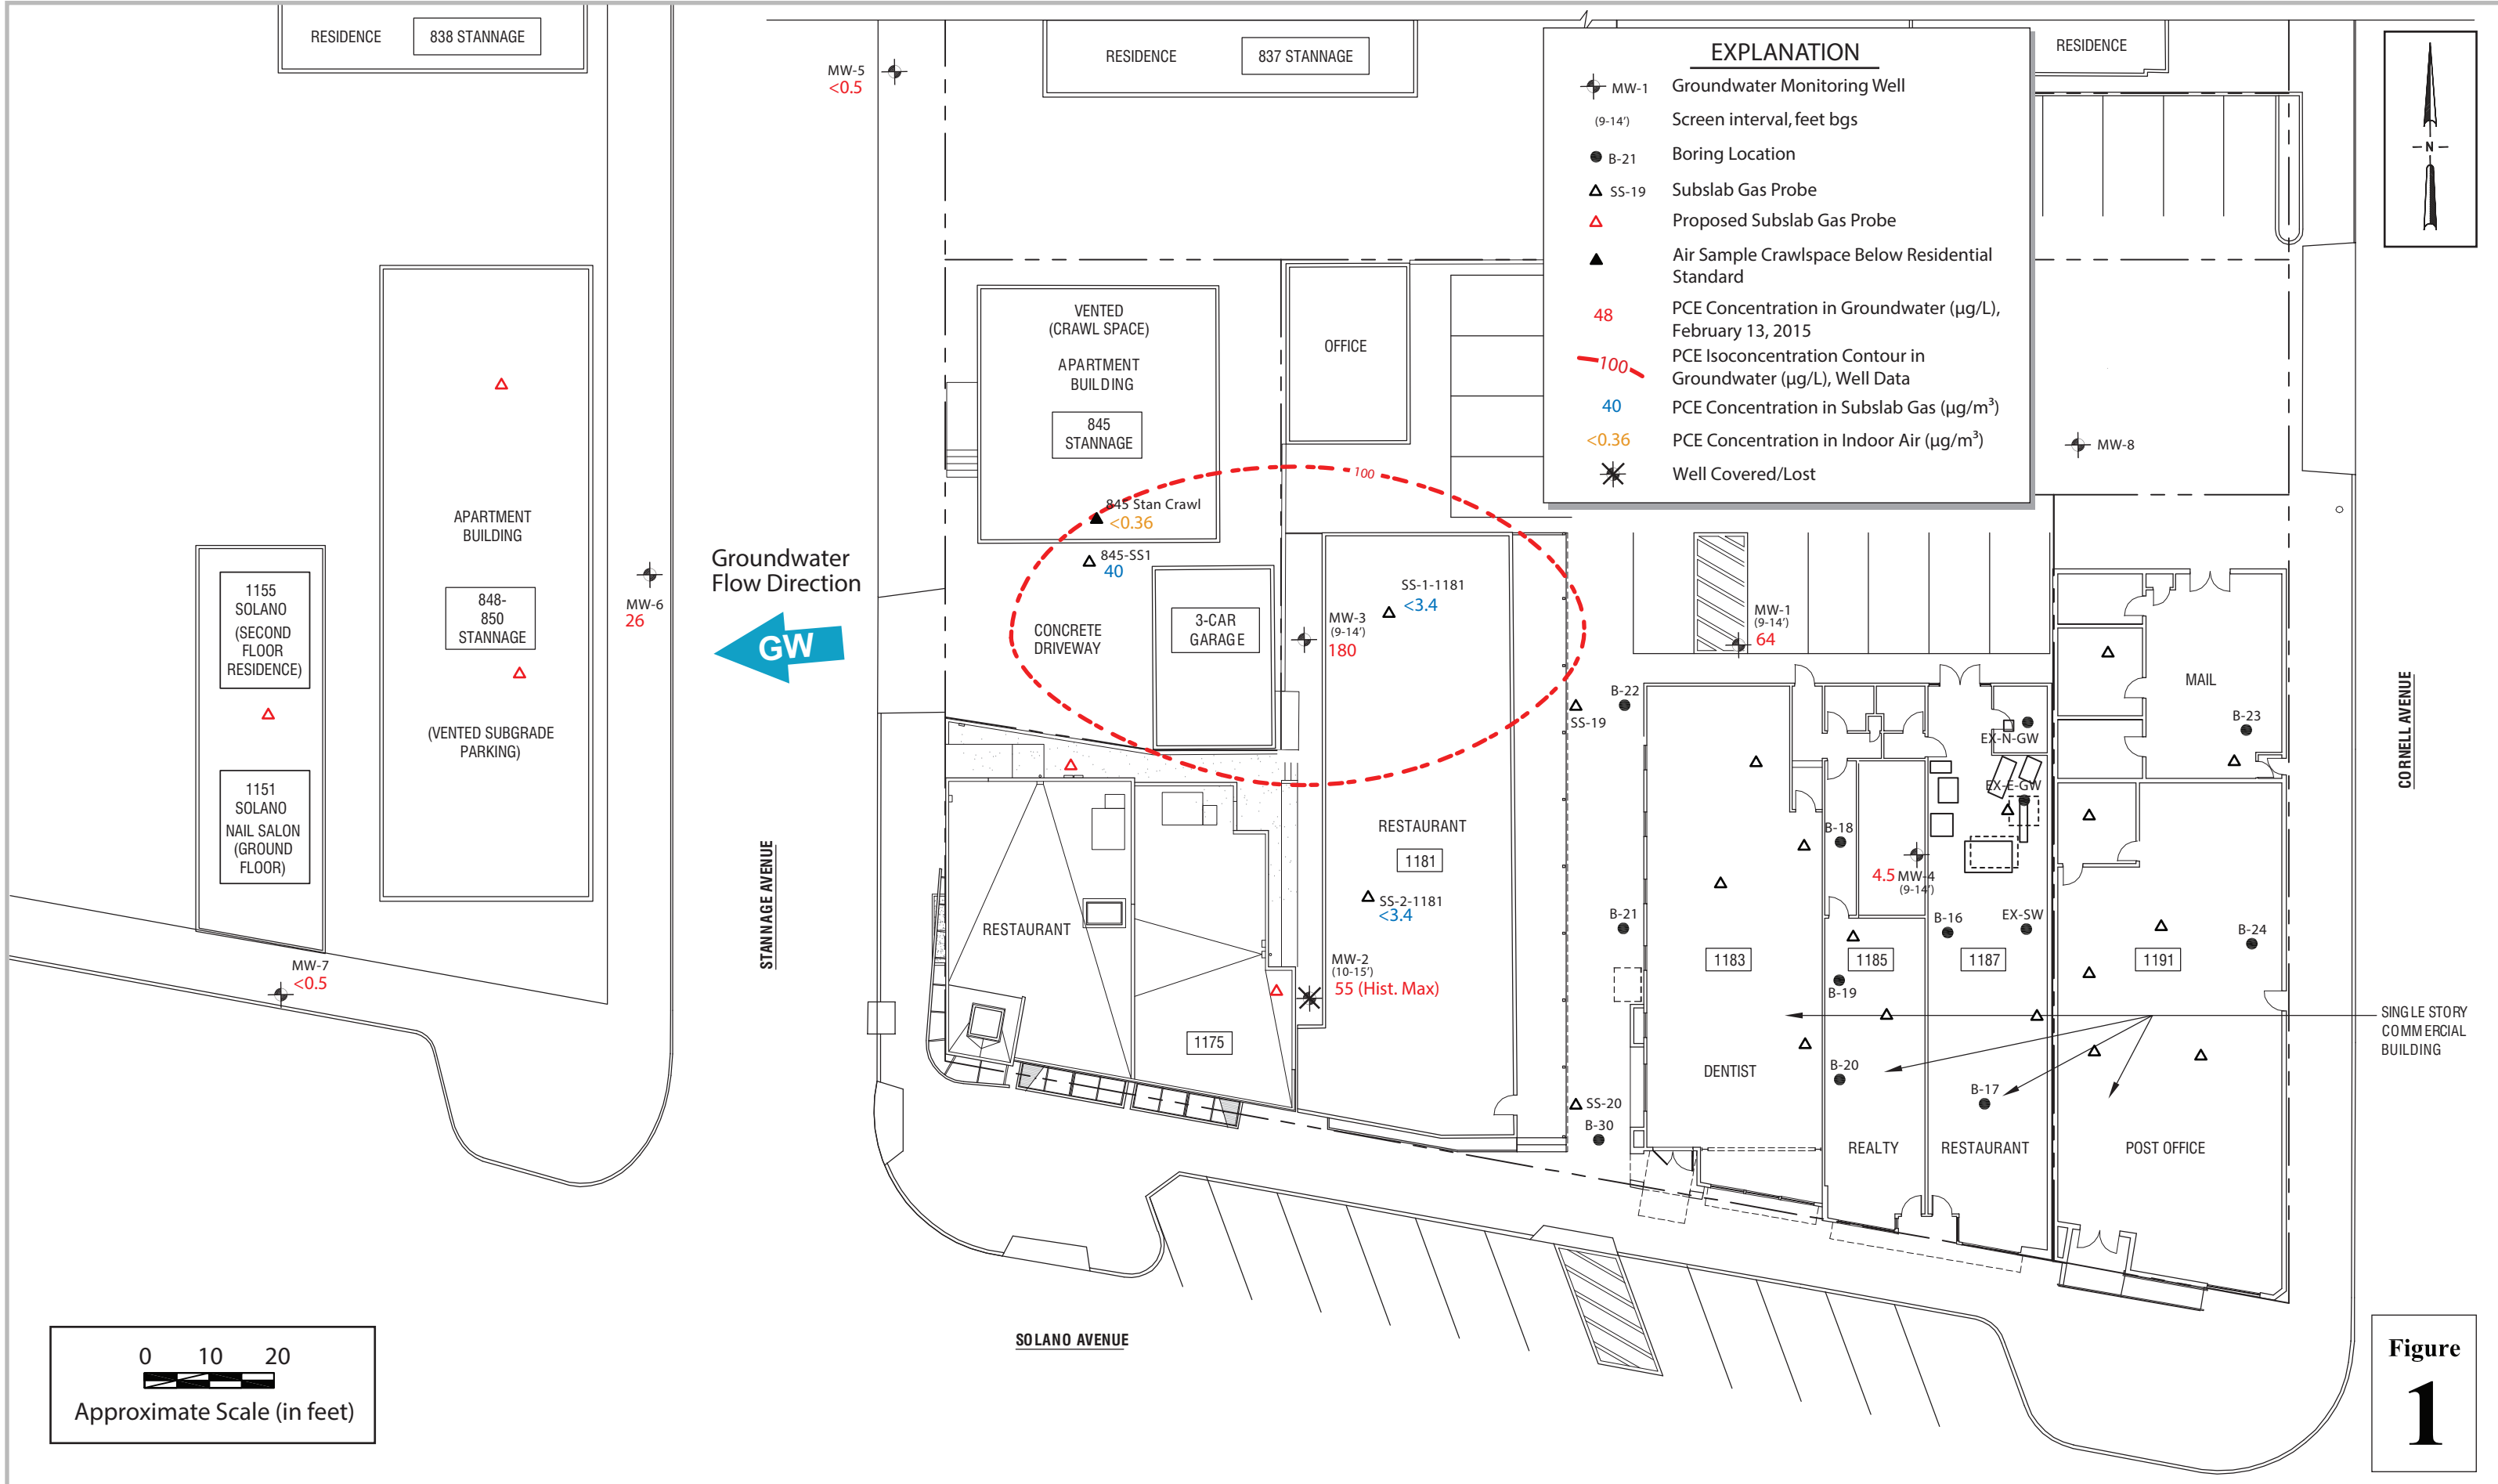 RESIDENCE
838 STANNAGE
MW-5
<0.5
RESIDENCE
837 STANNAGE
RESIDENCE
EXPLANATION
MW-1 Groundwater Monitoring Well
(9-14') Screen interval, feet bgs
B-21 Boring Location
SS-19 Subslab Gas Probe
Proposed Subslab Gas Probe
Air Sample Crawlspace Below Residential
Standard
48 PCE Concentration in Groundwater (µg/L),
February 13, 2015
100 PCE Isoconcentration Contour in
Groundwater (µg/L), Well Data
40 PCE Concentration in Subslab Gas (µg/m³)
<0.36 PCE Concentration in Indoor Air (µg/m³)
Well Covered/Lost
N
VENTED
(CRAWL SPACE)
APARTMENT
BUILDING
845
STANNAGE
OFFICE
MW-8
100
845 Stan Crawl
<0.36
845-SS1
40
APARTMENT
BUILDING
848-
850
STANNAGE
(VENTED SUBGRADE
PARKING)
1155
SOLANO
(SECOND
FLOOR
RESIDENCE)
1151
SOLANO
NAIL SALON
(GROUND
FLOOR)
MW-6
26
Groundwater
Flow Direction
GW
CONCRETE
DRIVEWAY
3-CAR
GARAGE
MW-3
(9-14')
180
SS-1-1181
<3.4
MW-1
(9-14')
64
B-22
SS-19
MAIL
B-23
EX-N-GW
EX-E-GW
CORNELL AVENUE
STANNAGE AVENUE
RESTAURANT
1181
SS-2-1181
<3.4
B-18
4.5 MW-4
(9-14')
RESTAURANT
B-21
B-16
EX-SW
B-24
1183
1185
1187
1191
MW-7
<0.5
MW-2
(10-15')
55 (Hist. Max)
B-19
1175
SINGLE STORY
COMMERCIAL
BUILDING
DENTIST
B-20
B-17
SS-20
B-30
REALTY
RESTAURANT
POST OFFICE
SOLANO AVENUE
0 10 20
Approximate Scale (in feet)
Figure
1